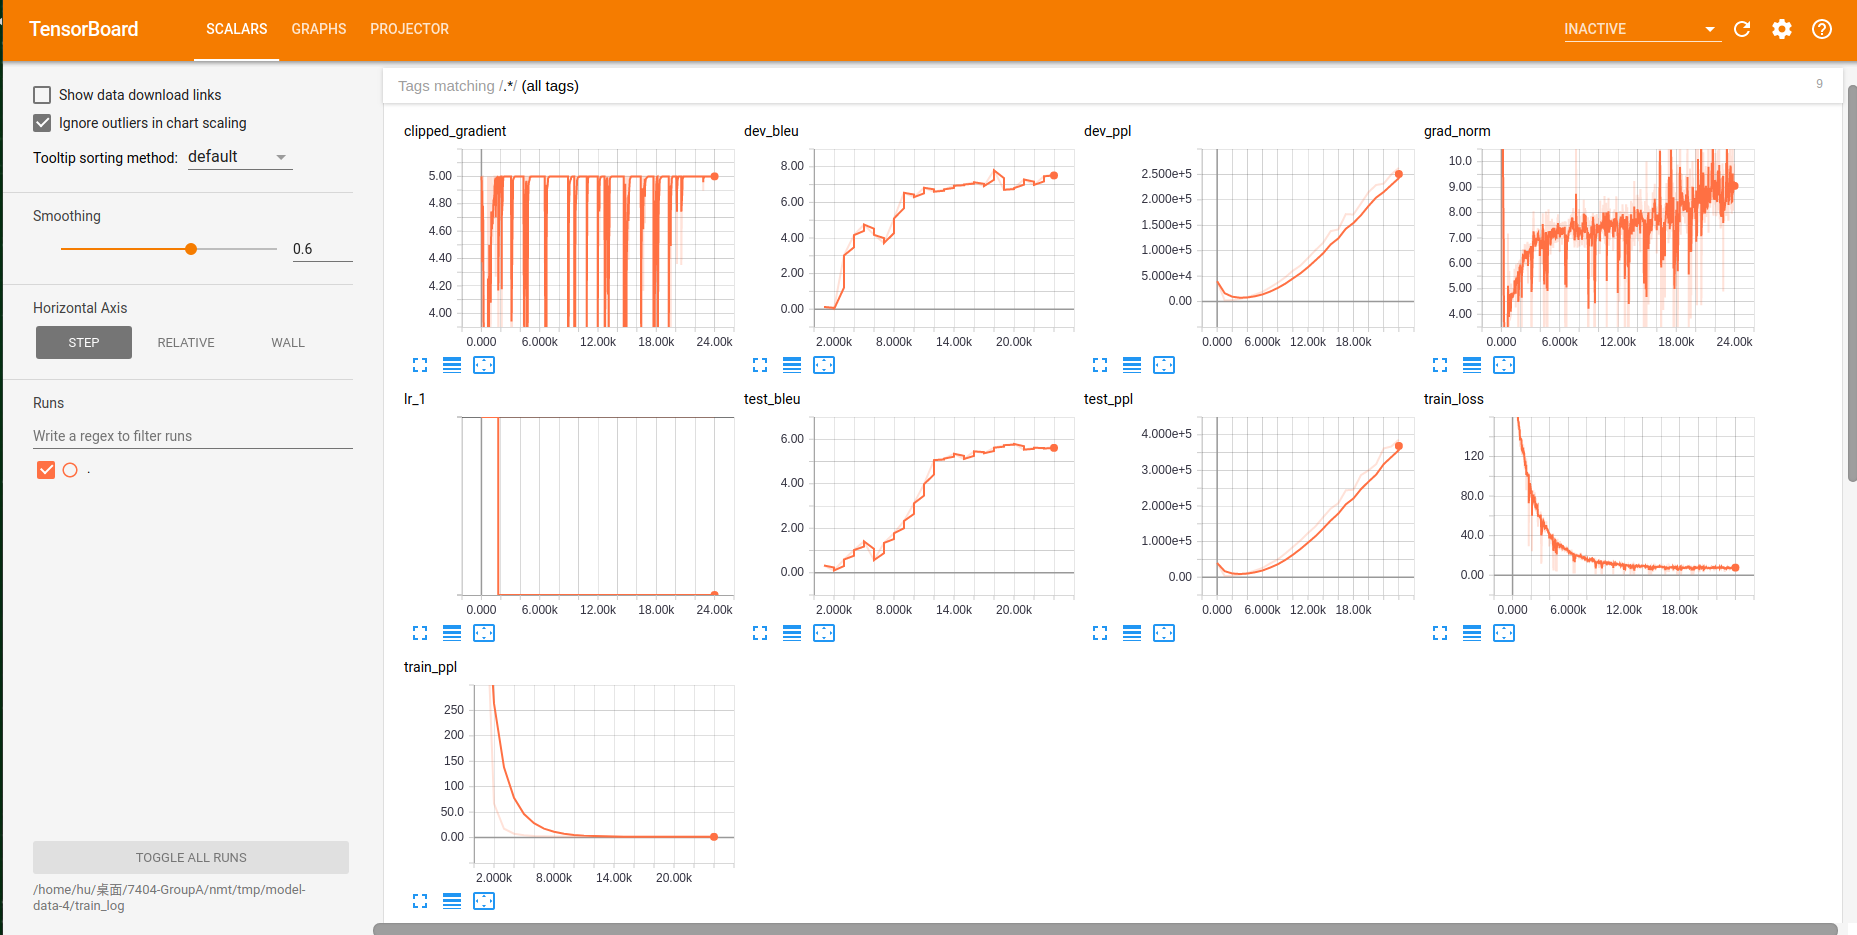 TensorBoard SCALARS GRAPHS PROJECTOR INACTIVE
Show data download links
Ignore outliers in chart scaling
Tooltip sorting method: default
Smoothing
0.6
Horizontal Axis
STEP RELATIVE WALL
Runs
Write a regex to filter runs
.
TOGGLE ALL RUNS
/home/hu/桌面/7404-GroupA/nmt/tmp/model-
data-4/train_log
Tags matching /.*/ (all tags) 9
clipped_gradient
5.00
4.80
4.60
4.40
4.20
4.00
0.000 6.000k 12.00k 18.00k 24.00k
dev_bleu
8.00
6.00
4.00
2.00
0.00
2.000k 8.000k 14.00k 20.00k
dev_ppl
2.500e+5
2.000e+5
1.500e+5
1.000e+5
5.000e+4
0.00
0.000 6.000k 12.00k 18.00k
grad_norm
10.0
9.00
8.00
7.00
6.00
5.00
4.00
0.000 6.000k 12.00k 18.00k 24.00k
lr_1
0.000 6.000k 12.00k 18.00k 24.00k
test_bleu
6.00
4.00
2.00
0.00
2.000k 8.000k 14.00k 20.00k
test_ppl
4.000e+5
3.000e+5
2.000e+5
1.000e+5
0.00
0.000 6.000k 12.00k 18.00k
train_loss
120
80.0
40.0
0.00
0.000 6.000k 12.00k 18.00k
train_ppl
250
200
150
100
50.0
0.00
2.000k 8.000k 14.00k 20.00k